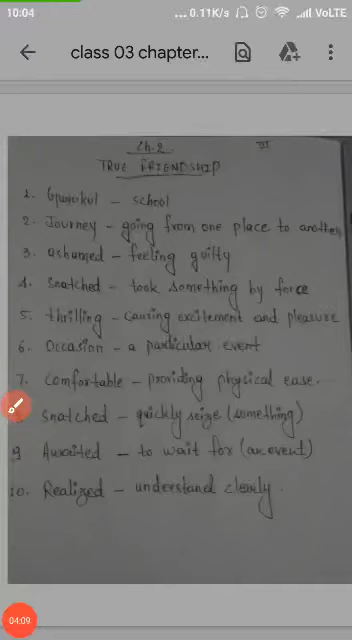 10:04 ...0.11K/s VoLTE
class 03 chapter...
Ch.2 III
TRUE FRIENDSHIP
1. Gurukul - school
2. Journey - going from one place to another
3. ashamed - feeling guilty
4. Snatched - took something by force
5. thrilling - causing excitement and pleasure
6. Occasion - a particular event
7. Comfortable - providing physical ease.
Snatched - quickly seize (something)
9 Awaited - to wait for (an event)
10. Realized - understand clearly.
04:09